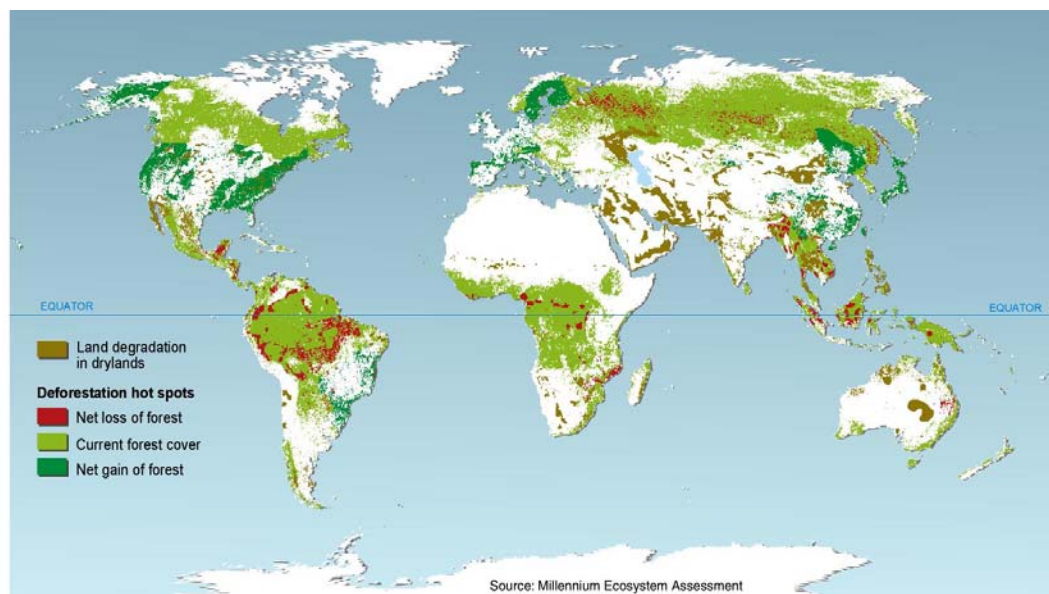 EQUATOR
EQUATOR
Land degradation
in drylands
Deforestation hot spots
Net loss of forest
Current forest cover
Net gain of forest
Source: Millennium Ecosystem Assessment